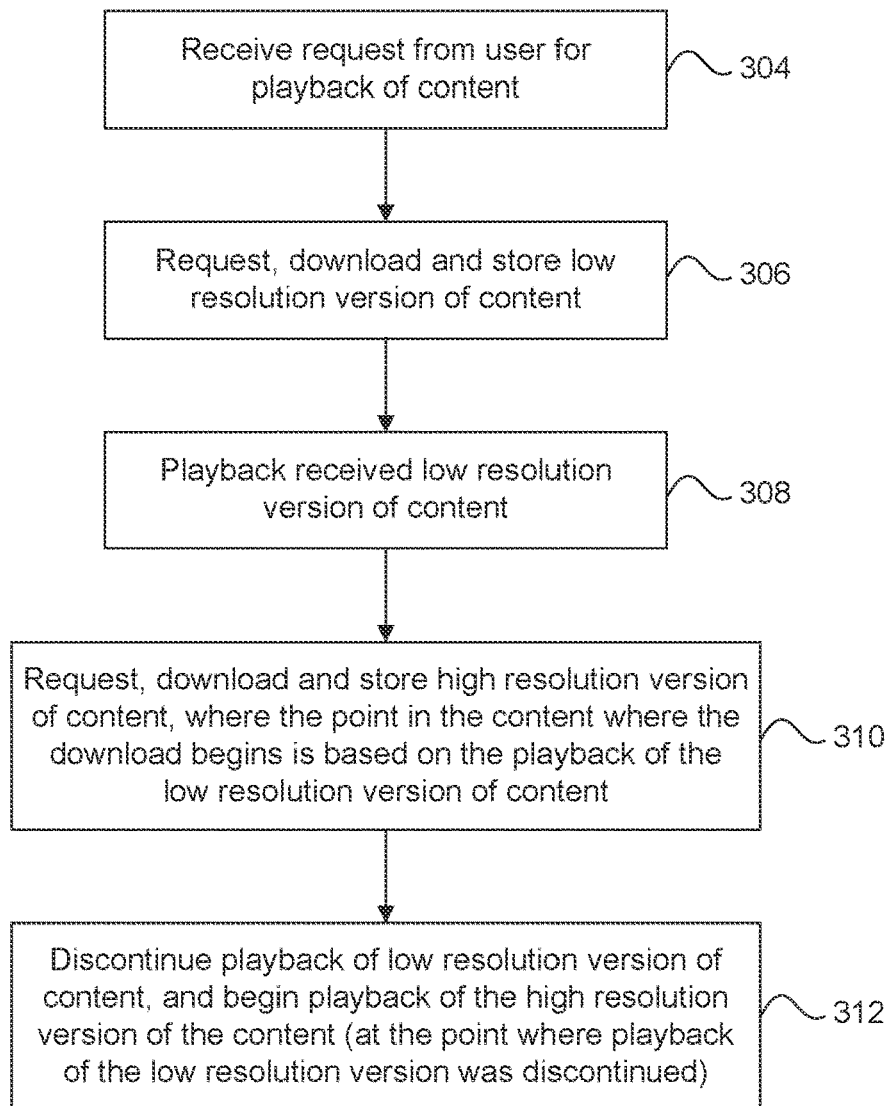 Receive request from user for
playback of content
304
Request, download and store low
resolution version of content
306
Playback received low resolution
version of content
308
Request, download and store high resolution version
of content, where the point in the content where the
download begins is based on the playback of the
low resolution version of content
310
Discontinue playback of low resolution version of
content, and begin playback of the high resolution
version of the content (at the point where playback
of the low resolution version was discontinued)
312